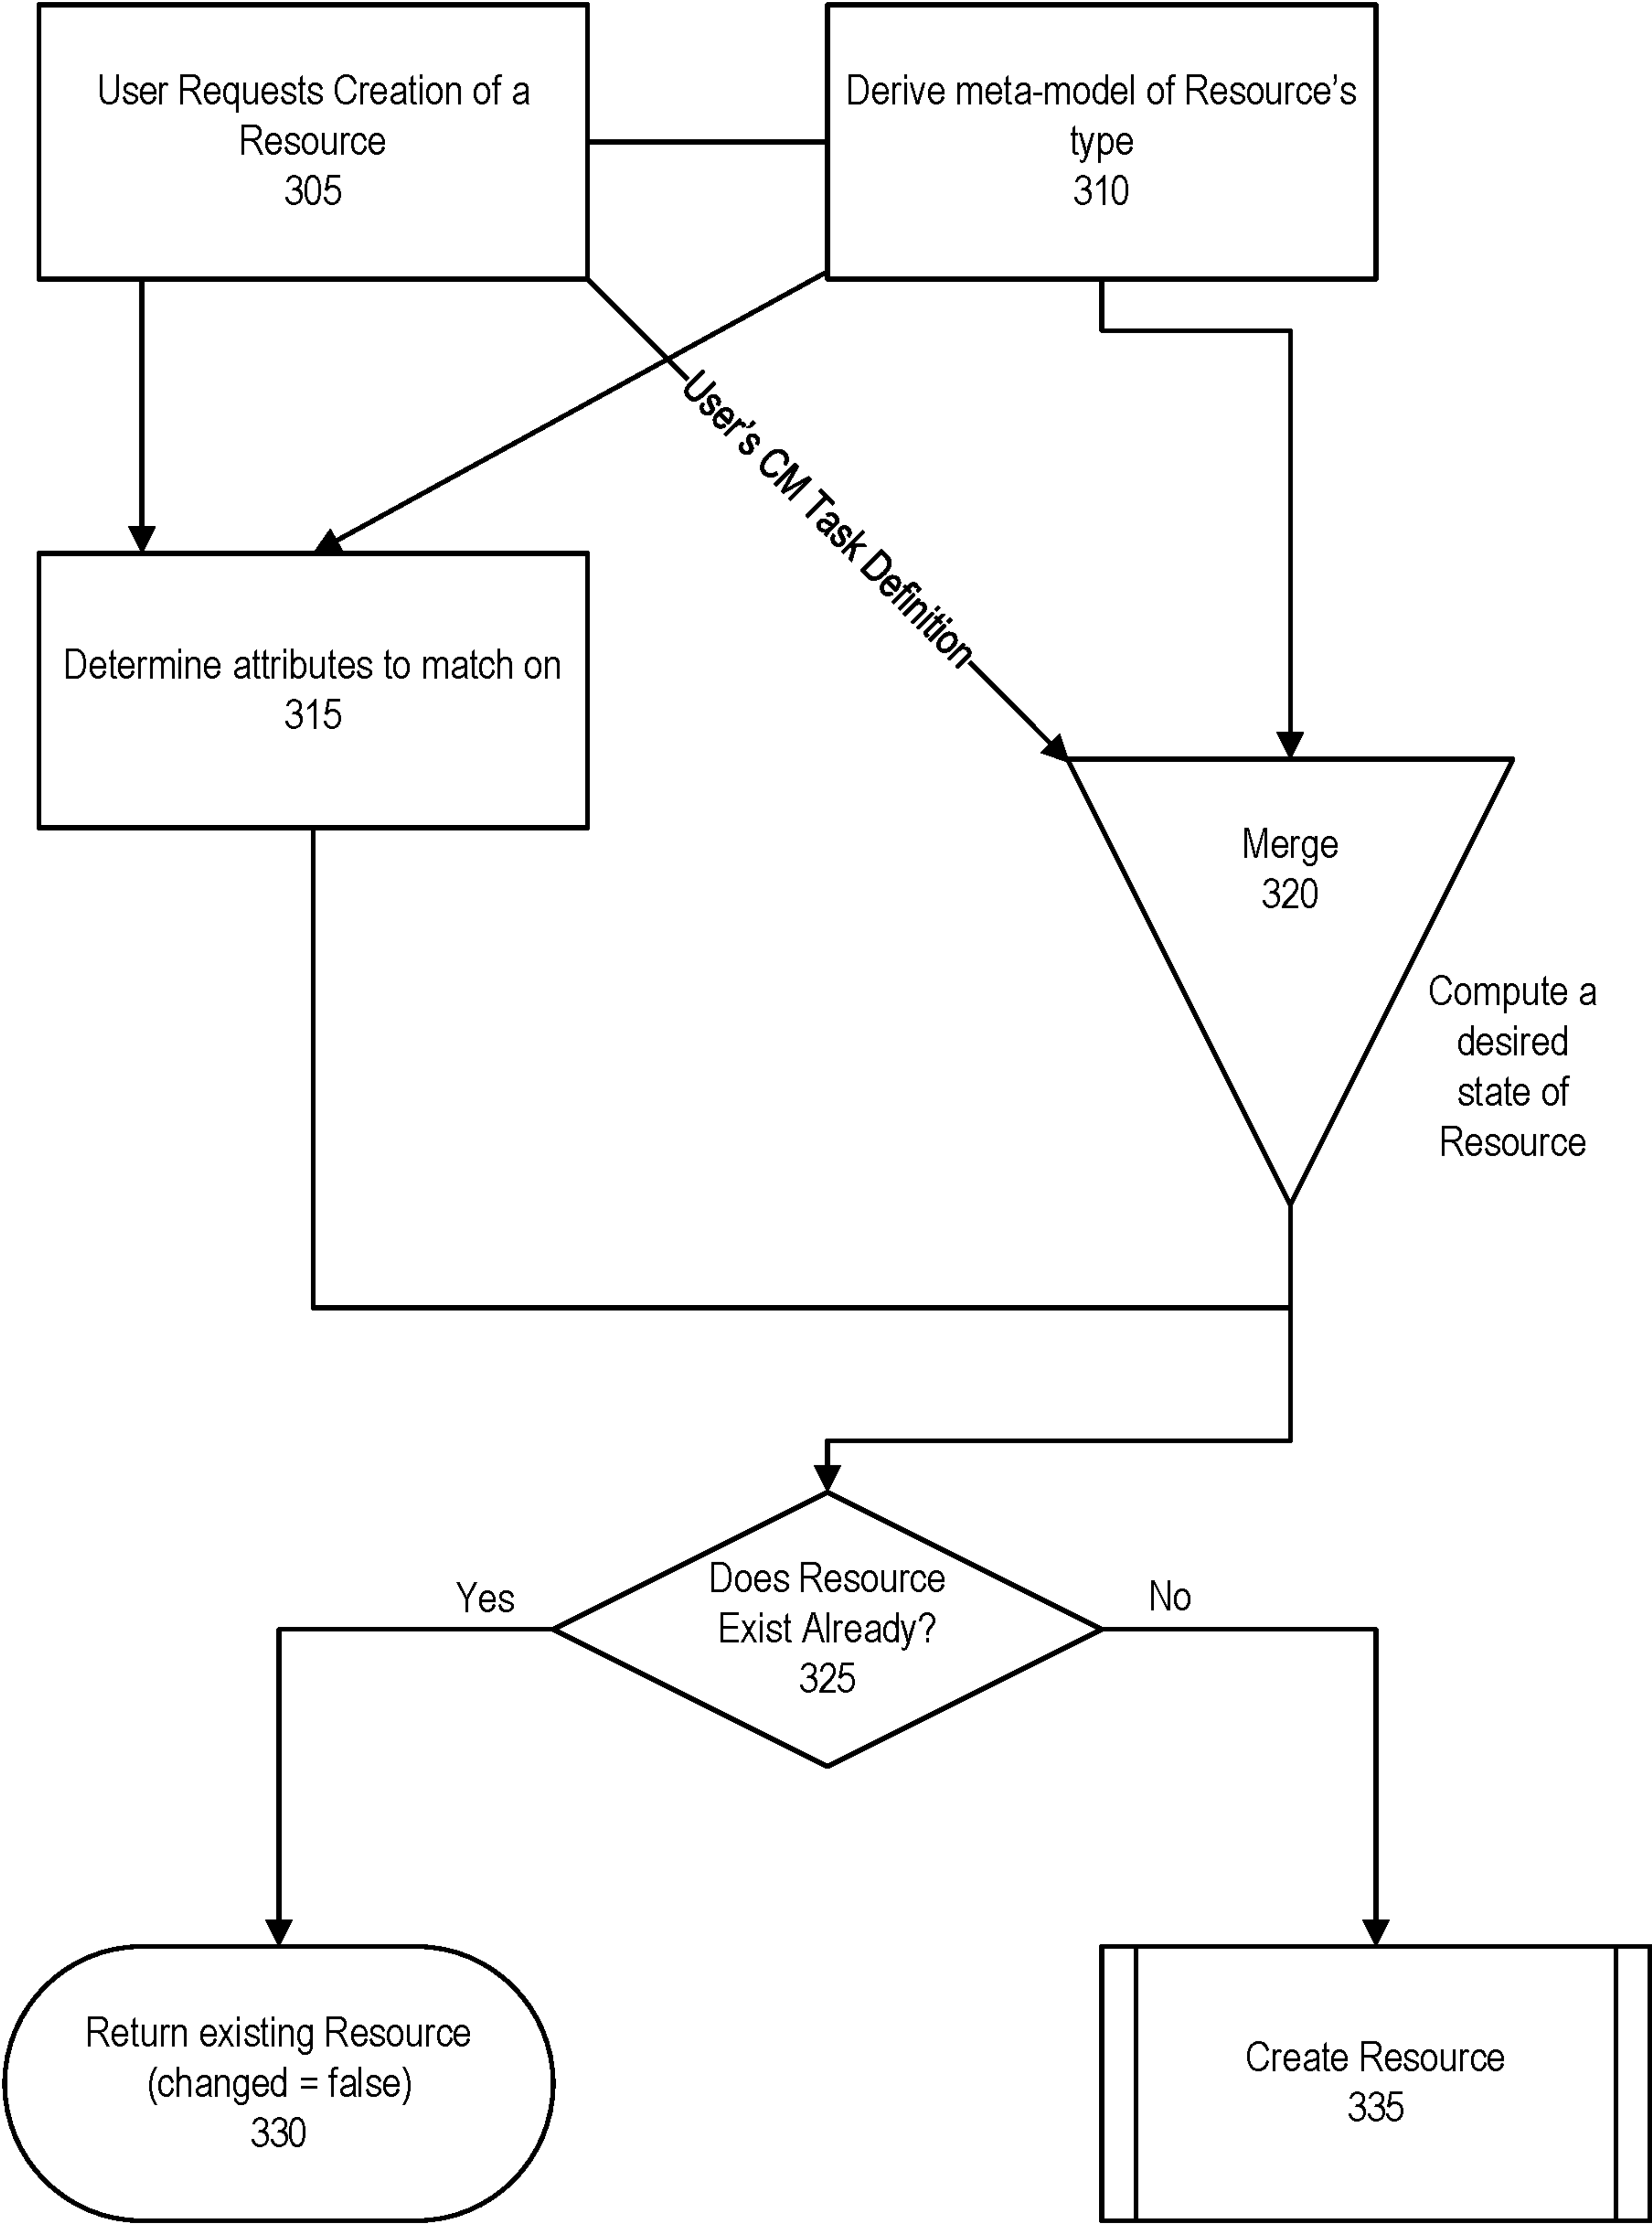 User Requests Creation of a
Resource
305
Derive meta-model of Resource's
type
310
User's CM Task Definition
Determine attributes to match on
315
Merge
320
Compute a
desired
state of
Resource
Does Resource
Exist Already?
325
Yes
No
Return existing Resource
(changed = false)
330
Create Resource
335